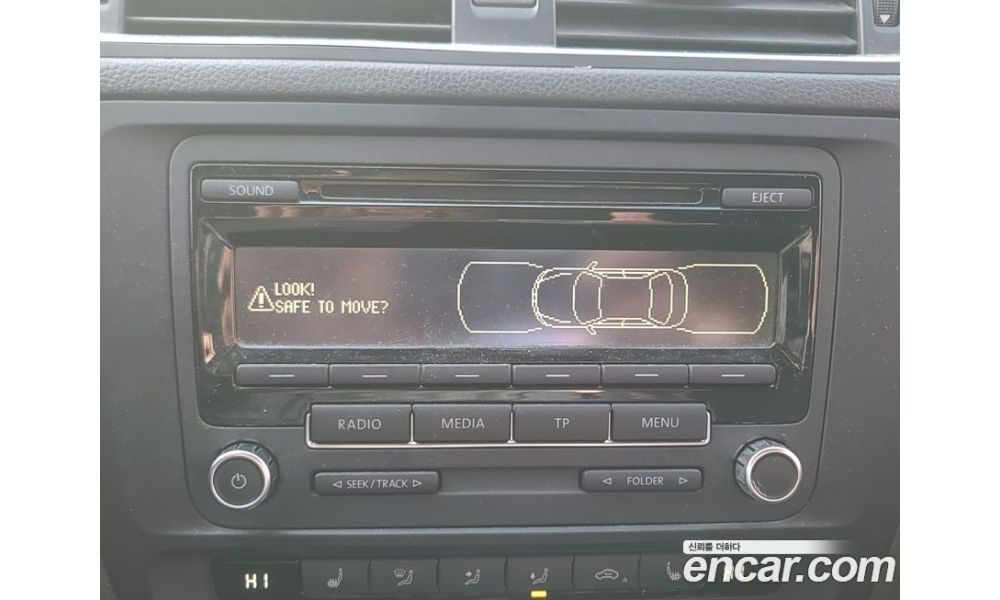 SOUND
EJECT
LOOK!
SAFE TO MOVE?
RADIO MEDIA TP MENU
SEEK/TRACK
FOLDER
신뢰를 더하다
HI
encar.com